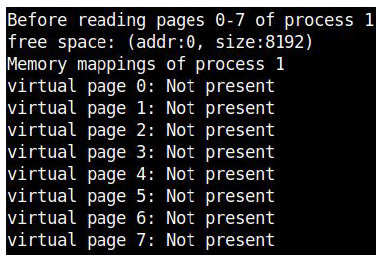 Before reading pages 0-7 of process 1
free space: (addr:0, size:8192)
Memory mappings of process 1
virtual page 0: Not present
virtual page 1: Not present
virtual page 2: Not present
virtual page 3: Not present
virtual page 4: Not present
virtual page 5: Not present
virtual page 6: Not present
virtual page 7: Not present